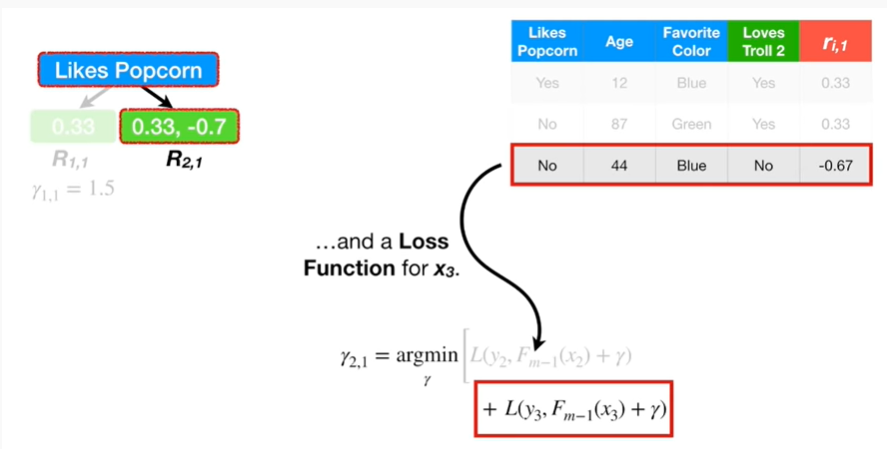 Likes Popcorn
0.33
0.33, -0.7
R1,1
R2,1
γ1,1 = 1.5
Likes Popcorn Age Favorite Color Loves Troll 2 ri,1
Yes 12 Blue Yes 0.33
No 87 Green Yes 0.33
No 44 Blue No -0.67
…and a Loss
Function for x3.
γ2,1 = argmin [L(y2, Fm−1(x2) + γ)
γ
+ L(y3, Fm−1(x3) + γ)